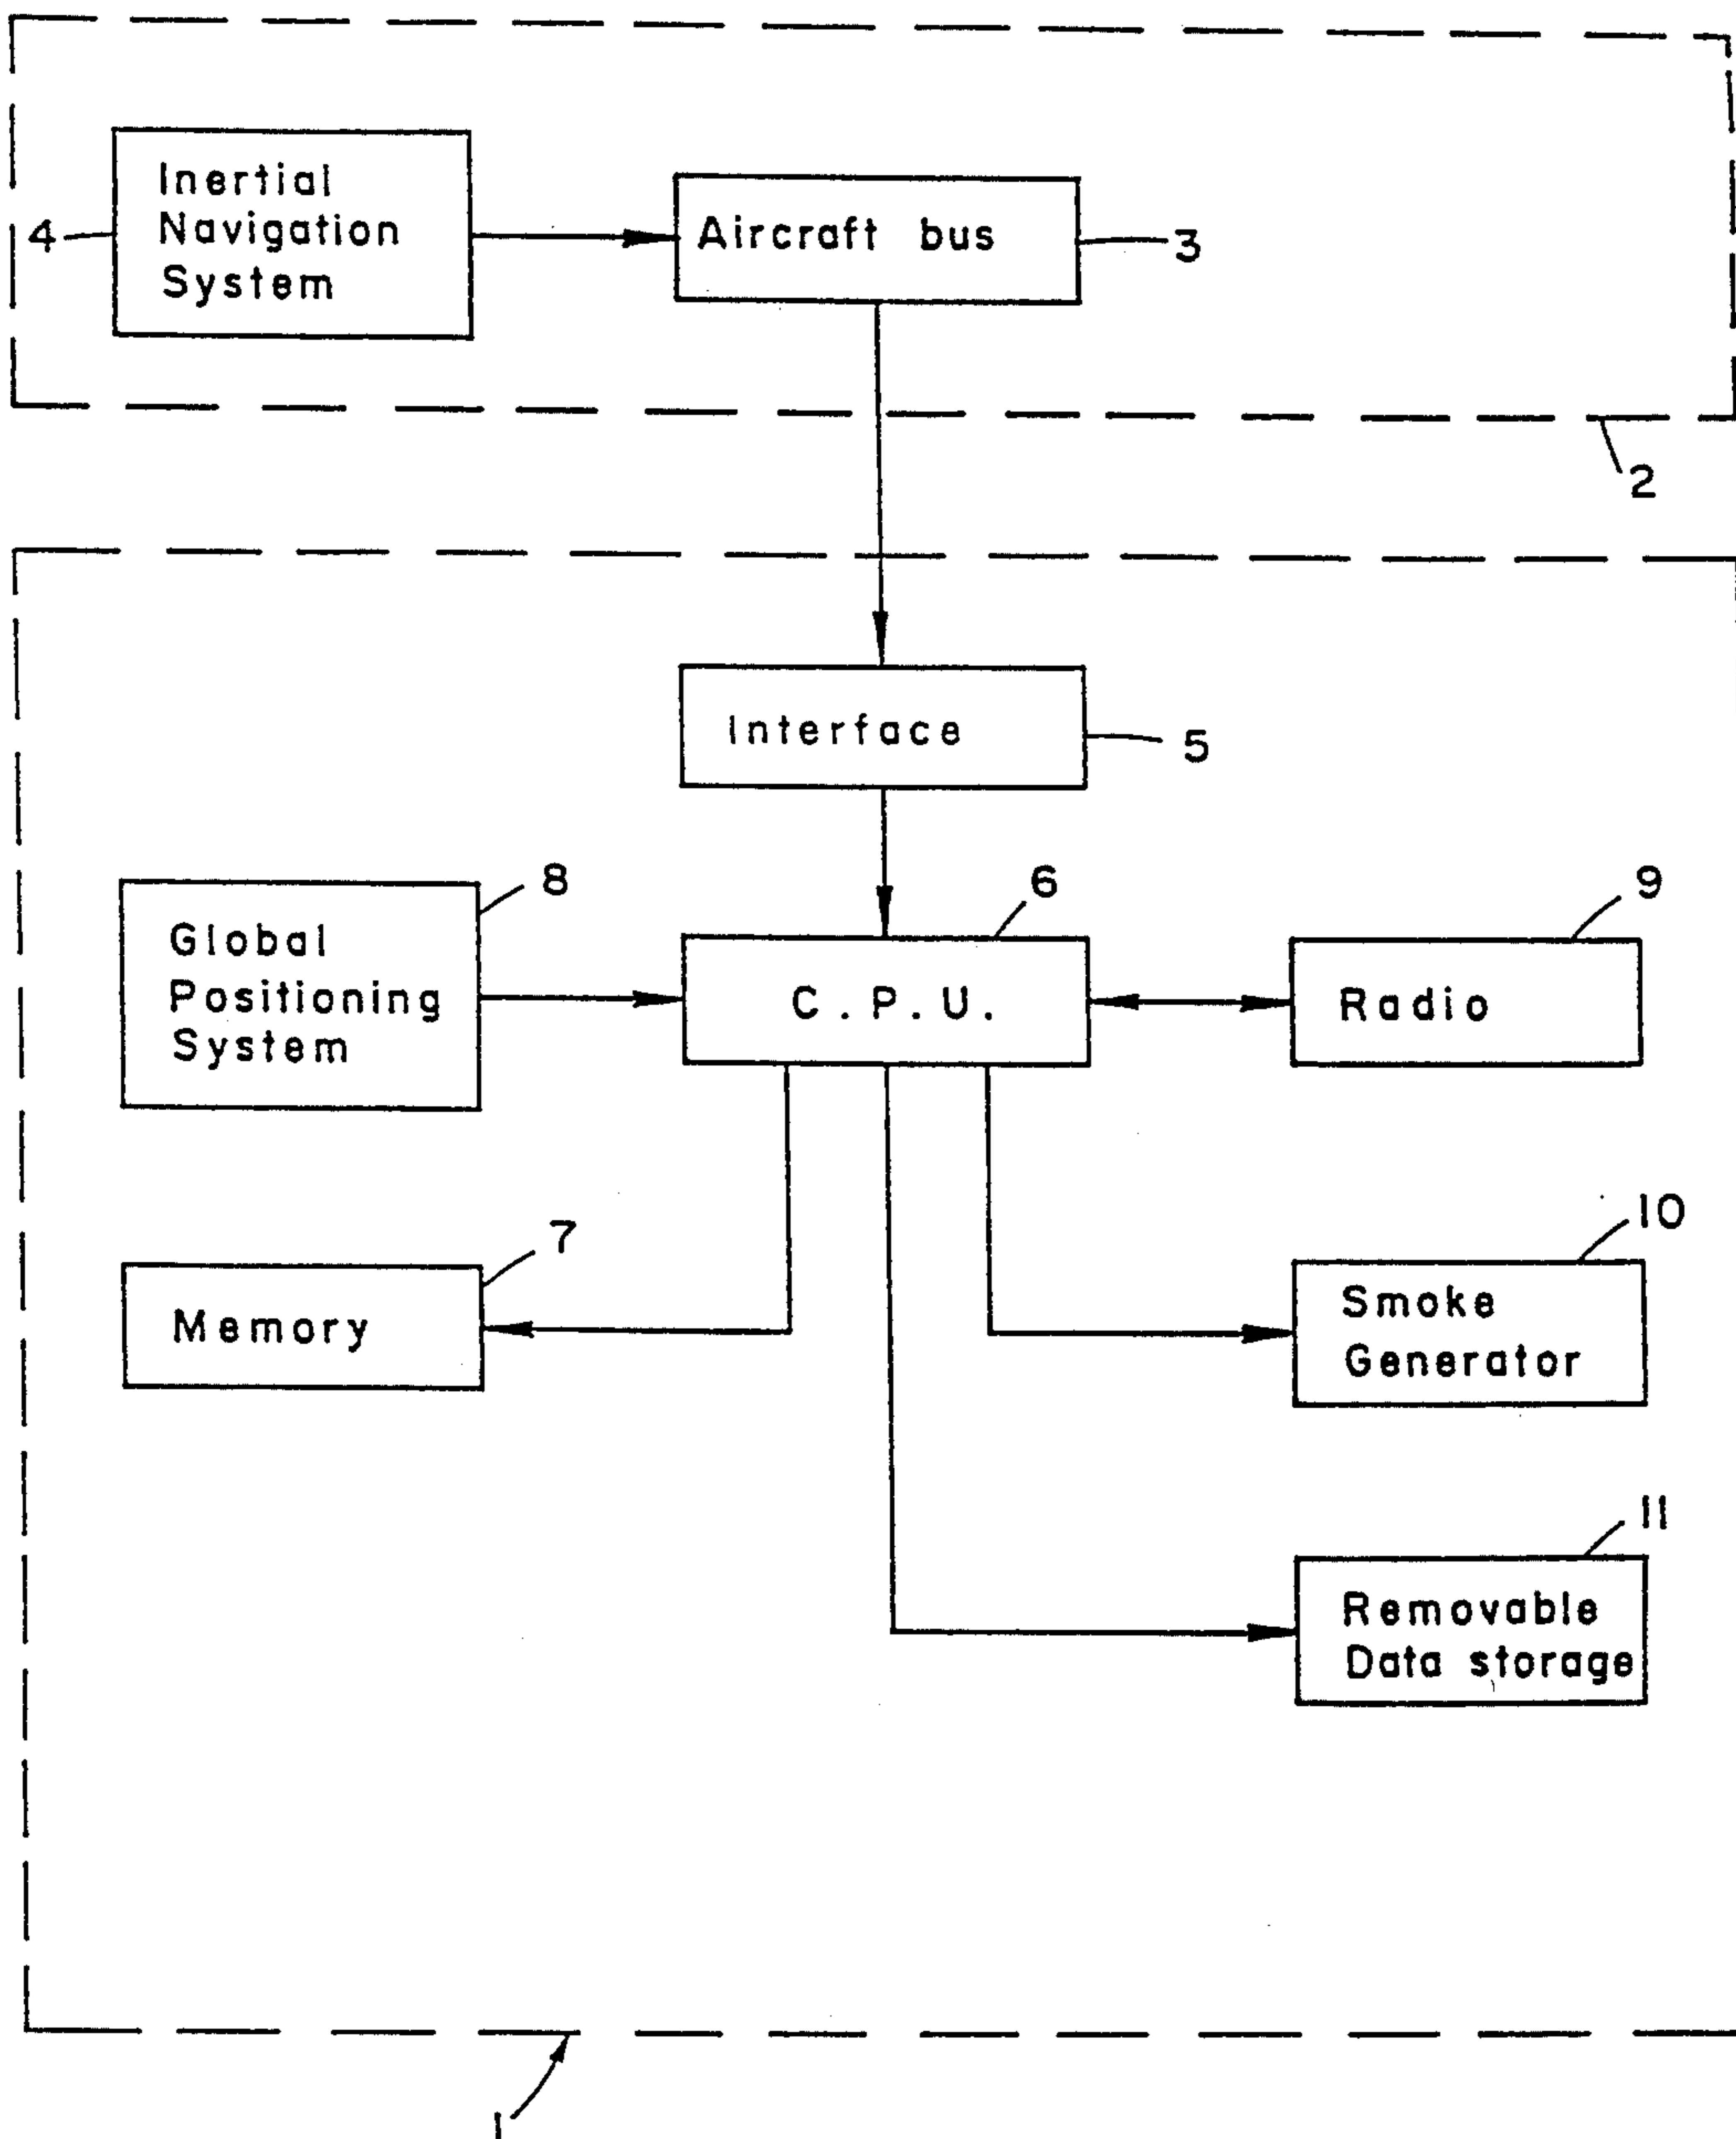 Inertial
Navigation
System
4
Aircraft bus
3
2
Interface
5
8
Global
Positioning
System
6
C.P.U.
9
Radio
7
Memory
10
Smoke
Generator
11
Removable
Data storage
1